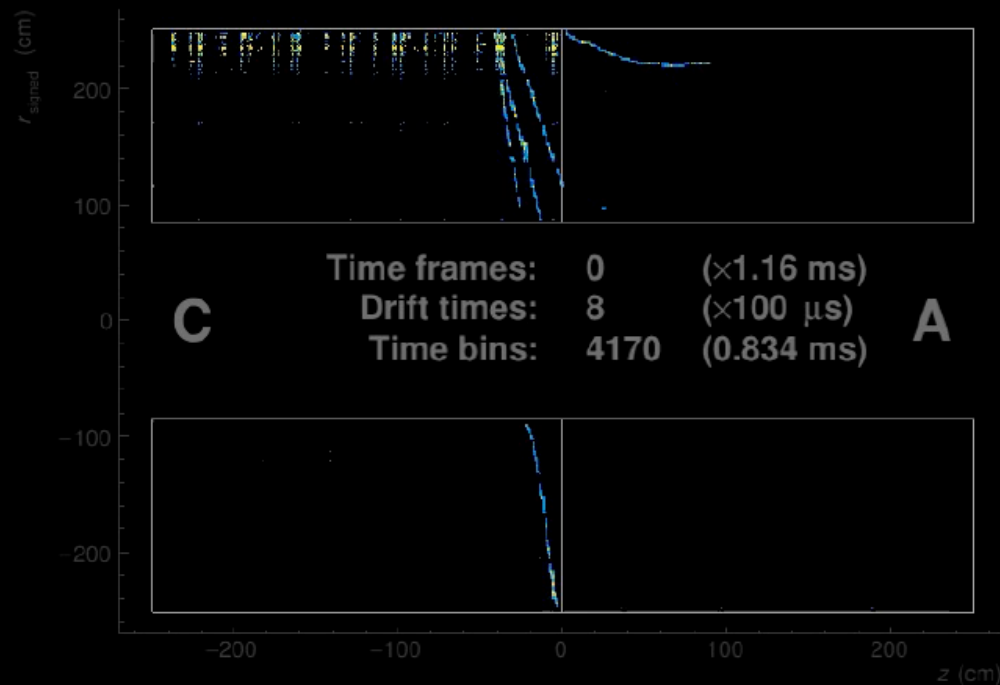 r signed (cm)
200
100
0
−100
−200
Time frames: 0 (×1.16 ms)
Drift times: 8 (×100 μs)
Time bins: 4170 (0.834 ms)
C
A
−200 −100 0 100 200
z (cm)